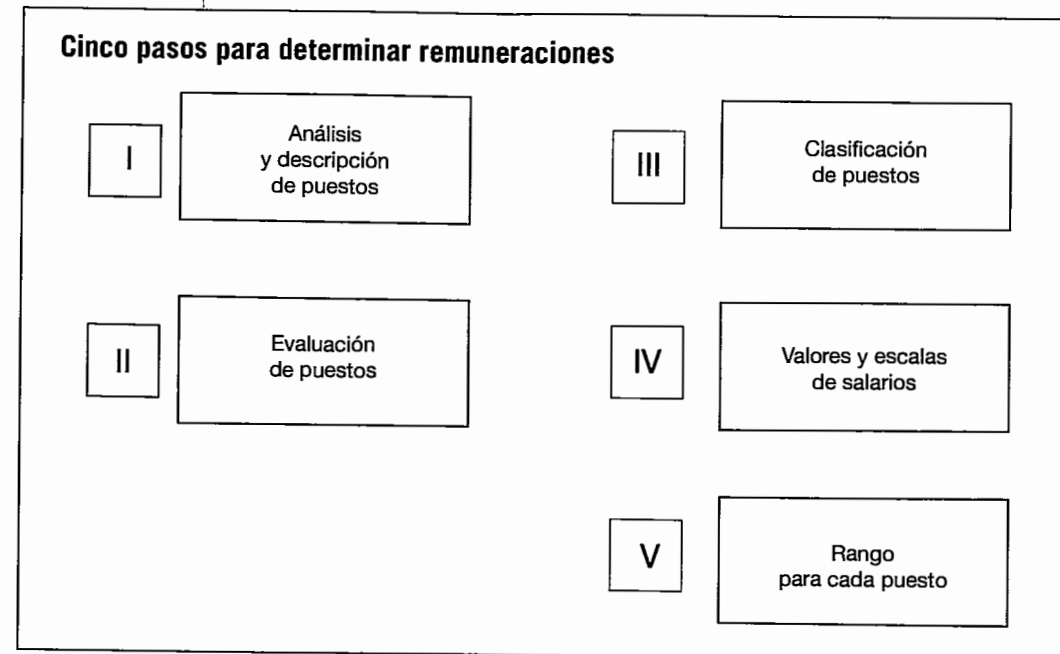 Cinco pasos para determinar remuneraciones
I
Análisis
y descripción
de puestos
II
Evaluación
de puestos
III
Clasificación
de puestos
IV
Valores y escalas
de salarios
V
Rango
para cada puesto